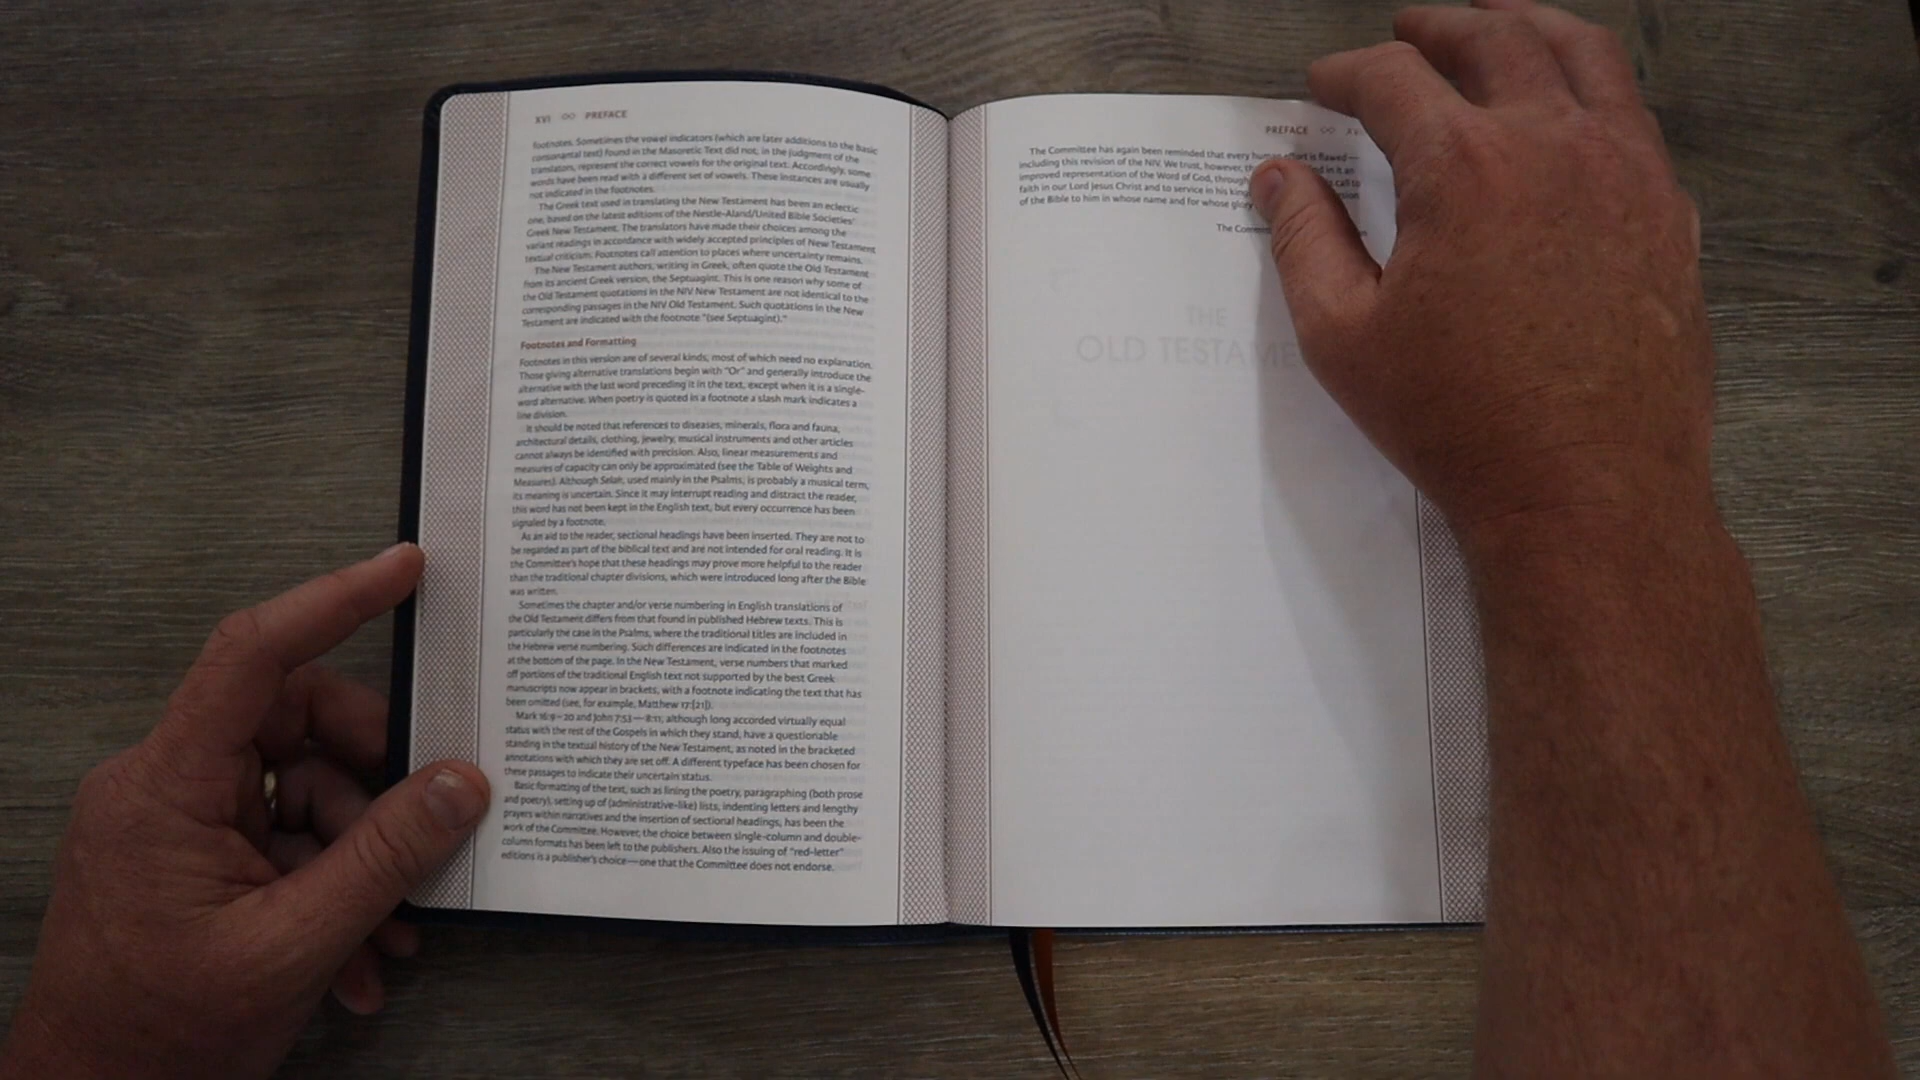 XVI PREFACE
footnotes. Sometimes the vowel indicators (which are later additions to the basic
consonantal text) found in the Masoretic Text did not, in the judgment of the
translators, represent the correct vowels for the original text. Accordingly, some
words have been read with a different set of vowels. These instances are usually
not indicated in the footnotes.
The Greek text used in translating the New Testament has been an eclectic
one, based on the latest editions of the Nestle-Aland/United Bible Societies'
Greek New Testament. The translators have made their choices among the
variant readings in accordance with widely accepted principles of New Testament
textual criticism. Footnotes call attention to places where uncertainty remains.
The New Testament authors, writing in Greek, often quote the Old Testament
from its ancient Greek version, the Septuagint. This is one reason why some of
the Old Testament quotations in the NIV New Testament are not identical to the
corresponding passages in the NIV Old Testament. Such quotations in the New
Testament are indicated with the footnote "(see Septuagint)."
Footnotes and Formatting
Footnotes in this version are of several kinds, most of which need no explanation.
Those giving alternative translations begin with "Or" and generally introduce the
alternative with the last word preceding it in the text, except when it is a single-
word alternative. When poetry is quoted in a footnote a slash mark indicates a
line division.
It should be noted that references to diseases, minerals, flora and fauna,
architectural details, clothing, jewelry, musical instruments and other articles
cannot always be identified with precision. Also, linear measurements and
measures of capacity can only be approximated (see the Table of Weights and
Measures). Although Selah, used mainly in the Psalms, is probably a musical term,
its meaning is uncertain. Since it may interrupt reading and distract the reader,
this word has not been kept in the English text, but every occurrence has been
signaled by a footnote.
As an aid to the reader, sectional headings have been inserted. They are not to
be regarded as part of the biblical text and are not intended for oral reading. It is
the Committee's hope that these headings may prove more helpful to the reader
than the traditional chapter divisions, which were introduced long after the Bible
was written.
Sometimes the chapter and/or verse numbering in English translations of
the Old Testament differs from that found in published Hebrew texts. This is
particularly the case in the Psalms, where the traditional titles are included in
the Hebrew verse numbering. Such differences are indicated in the footnotes
at the bottom of the page. In the New Testament, verse numbers that marked
off portions of the traditional English text not supported by the best Greek
manuscripts now appear in brackets, with a footnote indicating the text that has
been omitted (see, for example, Matthew 17:[21]).
Mark 16:9–20 and John 7:53—8:11, although long accorded virtually equal
status with the rest of the Gospels in which they stand, have a questionable
standing in the textual history of the New Testament, as noted in the bracketed
annotations with which they are set off. A different typeface has been chosen for
these passages to indicate their uncertain status.
Basic formatting of the text, such as lining the poetry, paragraphing (both prose
and poetry), setting up of (administrative-like) lists, indenting letters and lengthy
prayers within narratives and the insertion of sectional headings, has been the
work of the Committee. However, the choice between single-column and double-
column formats has been left to the publishers. Also the issuing of "red-letter"
editions is a publisher's choice—one that the Committee does not endorse.
PREFACE
The Committee has again been reminded that every human effort is flawed—
including this revision of the NIV. We trust, however, in it an
improved representation of the Word of God, through call to
faith in our Lord Jesus Christ and to service in his
of the Bible to him in whose name and for whose glory
The
THE
OLD